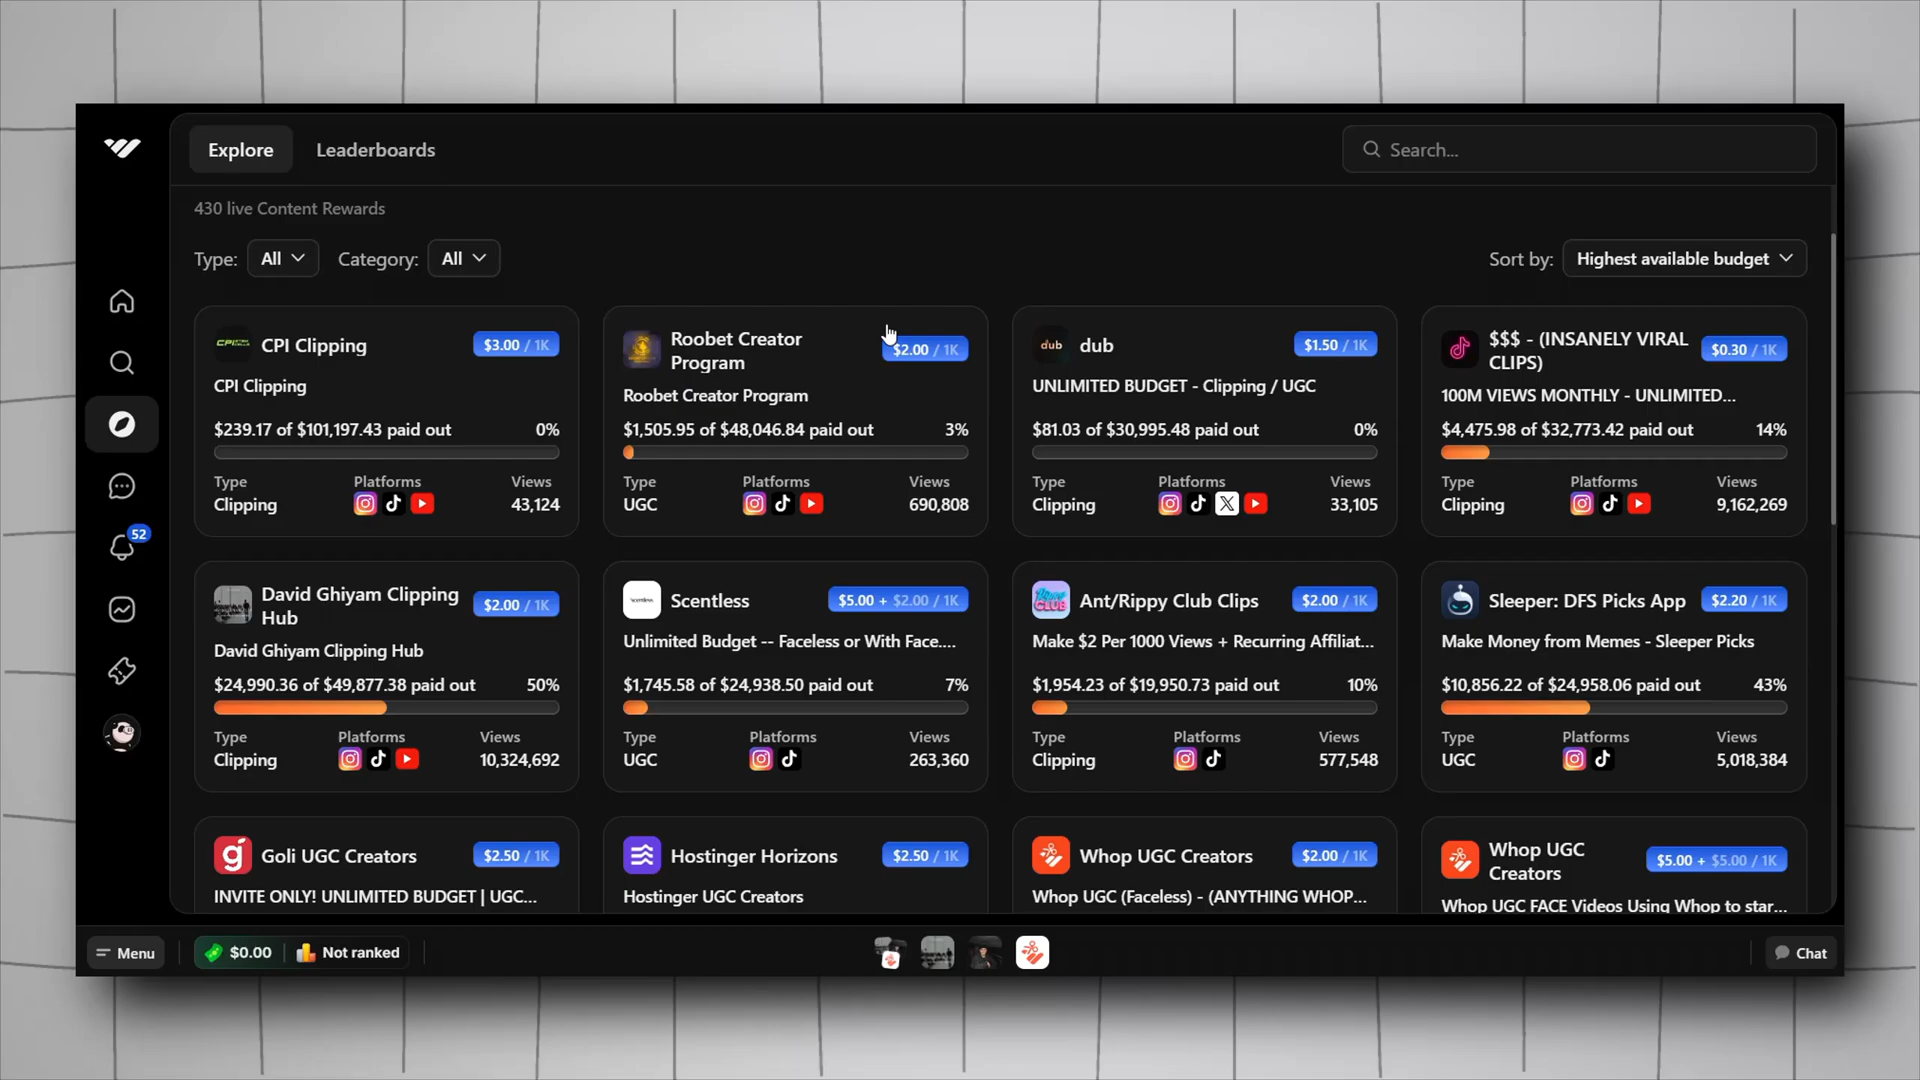 Explore
Leaderboards
Search...
430 live Content Rewards
Type:
All
Category:
All
Sort by:
Highest available budget
CPI Clipping
$3.00 / 1K
CPI Clipping
$239.17 of $101,197.43 paid out
0%
Type
Platforms
Views
Clipping
43,124
Roobet Creator
Program
$2.00 / 1K
Roobet Creator Program
$1,505.95 of $48,046.84 paid out
3%
Type
Platforms
Views
UGC
690,808
dub
dub
$1.50 / 1K
UNLIMITED BUDGET - Clipping / UGC
$81.03 of $30,995.48 paid out
0%
Type
Platforms
Views
Clipping
33,105
$$$ - (INSANELY VIRAL
CLIPS)
$0.30 / 1K
100M VIEWS MONTHLY - UNLIMITED...
$4,475.98 of $32,773.42 paid out
14%
Type
Platforms
Views
Clipping
9,162,269
52
David Ghiyam Clipping
Hub
$2.00 / 1K
David Ghiyam Clipping Hub
$24,990.36 of $49,877.38 paid out
50%
Type
Platforms
Views
Clipping
10,324,692
Scentless
Scentless
$5.00 + $2.00 / 1K
Unlimited Budget -- Faceless or With Face....
$1,745.58 of $24,938.50 paid out
7%
Type
Platforms
Views
UGC
263,360
Ant/Rippy Club Clips
$2.00 / 1K
Make $2 Per 1000 Views + Recurring Affiliat...
$1,954.23 of $19,950.73 paid out
10%
Type
Platforms
Views
Clipping
577,548
Sleeper: DFS Picks App
$2.20 / 1K
Make Money from Memes - Sleeper Picks
$10,856.22 of $24,958.06 paid out
43%
Type
Platforms
Views
UGC
5,018,384
Goli UGC Creators
$2.50 / 1K
INVITE ONLY! UNLIMITED BUDGET | UGC...
Hostinger Horizons
$2.50 / 1K
Hostinger UGC Creators
Whop UGC Creators
$2.00 / 1K
Whop UGC (Faceless) - (ANYTHING WHOP...
Whop UGC
Creators
$5.00 + $5.00 / 1K
Whop UGC FACE Videos Using Whop to star...
Menu
$0.00
Not ranked
Chat